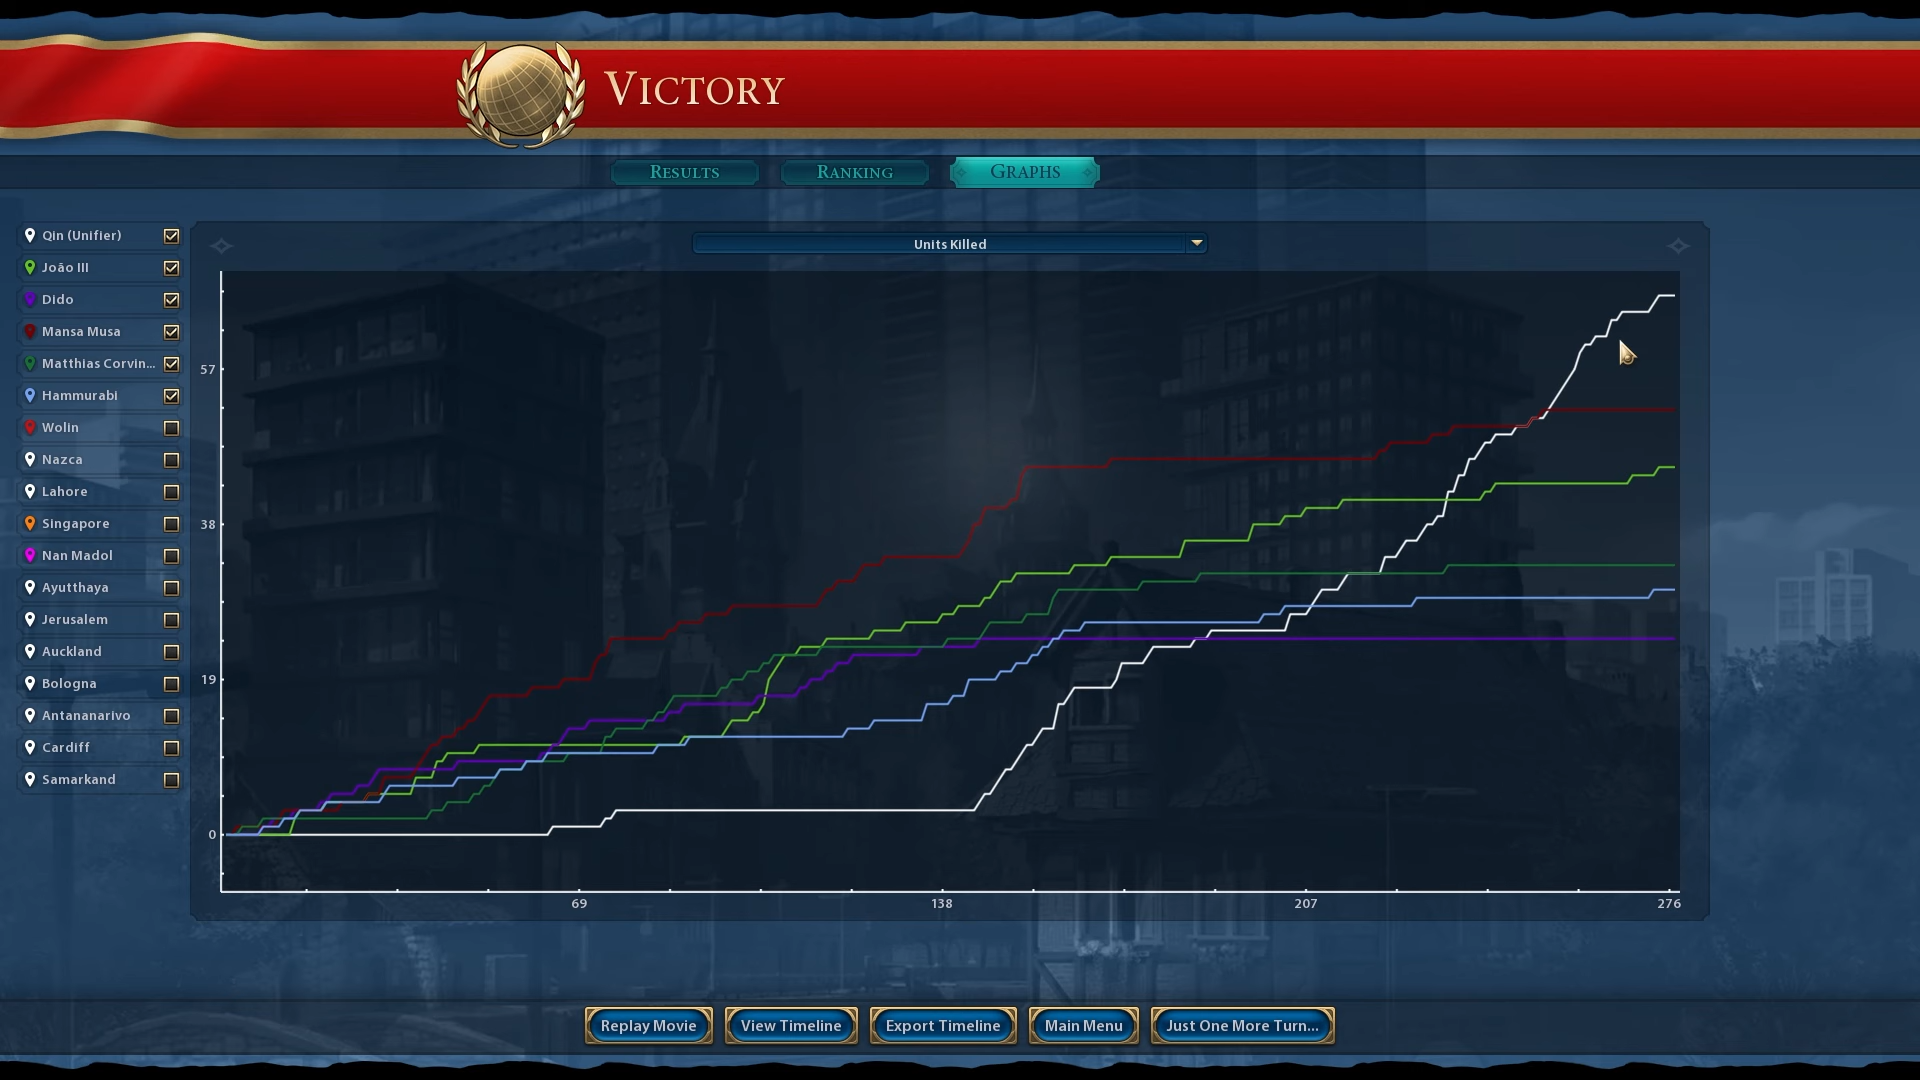 VICTORY
RESULTS
RANKING
GRAPHS
Qin (Unifier)
João III
Dido
Mansa Musa
Matthias Corvin...
Hammurabi
Wolin
Nazca
Lahore
Singapore
Nan Madol
Ayutthaya
Jerusalem
Auckland
Bologna
Antananarivo
Cardiff
Samarkand
Units Killed
57
38
19
0
69
138
207
276
Replay Movie
View Timeline
Export Timeline
Main Menu
Just One More Turn...